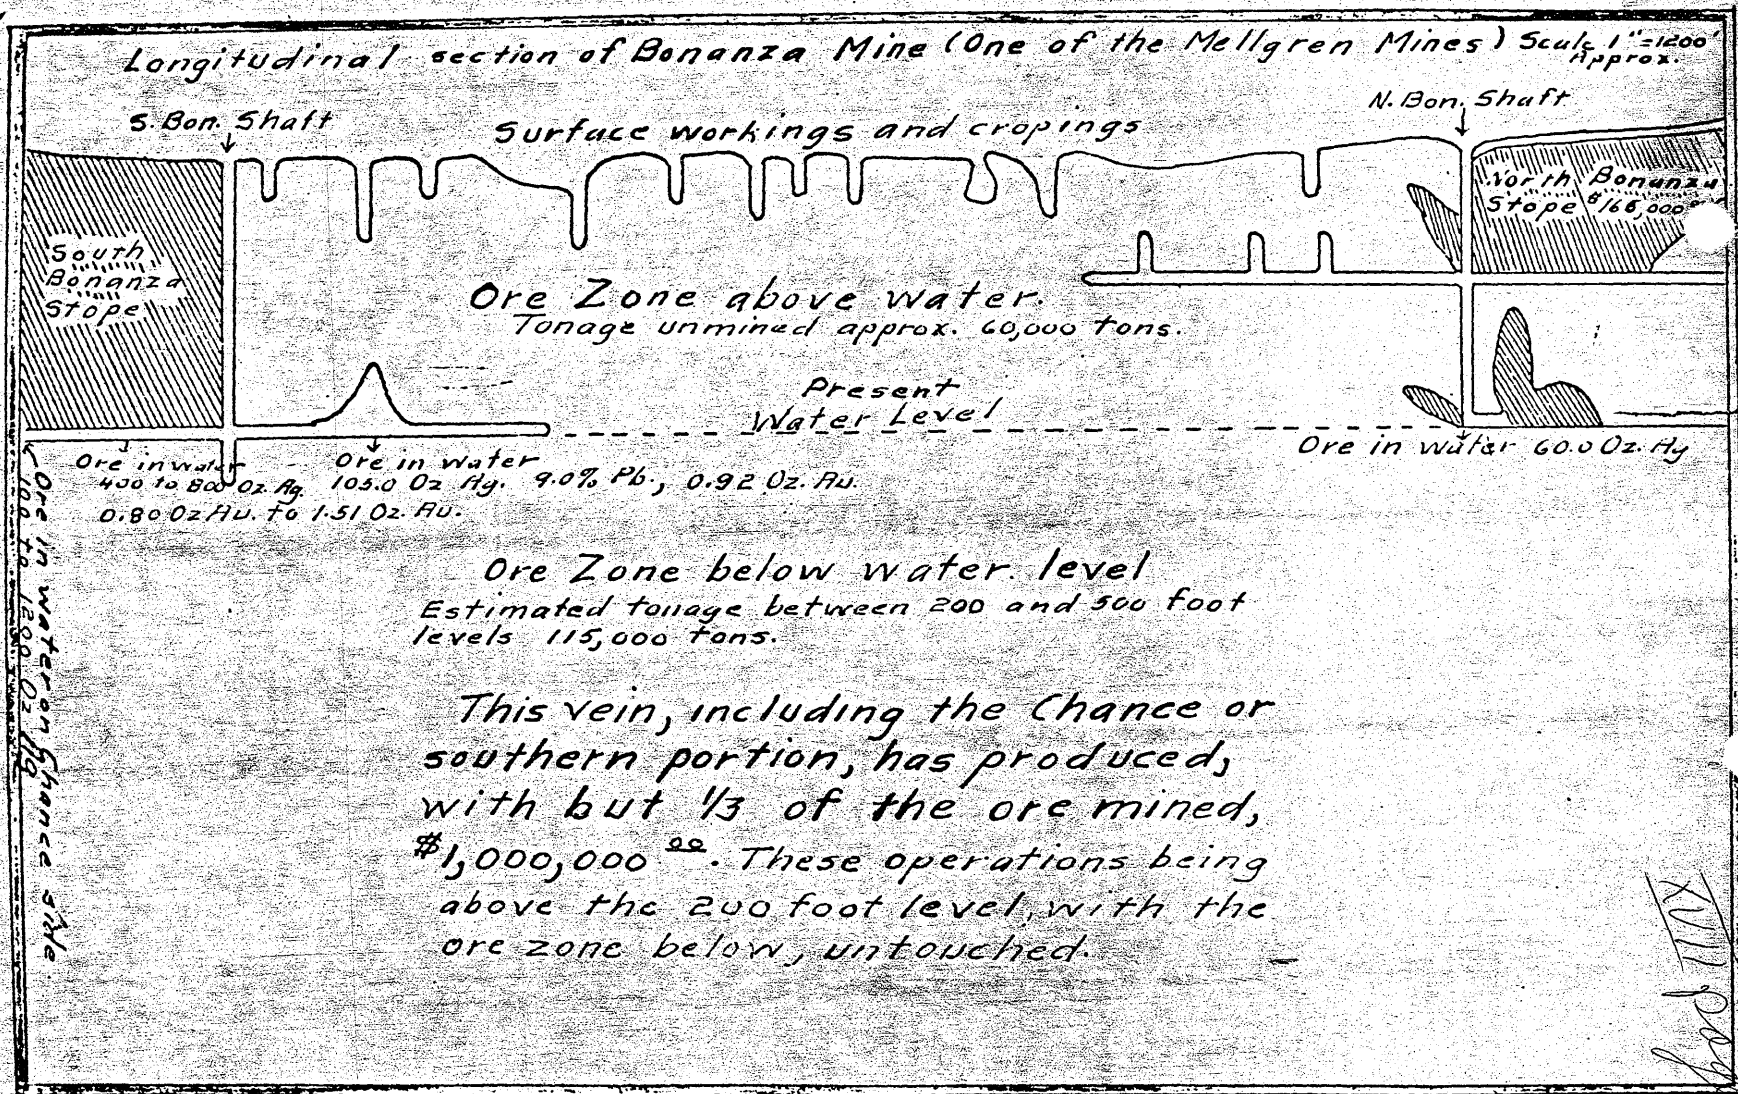 Longitudinal section of Bonanza Mine (One of the Mellgren Mines) Scale 1"=1200'
Approx.
S. Bon. Shaft
N. Bon. Shaft
Surface workings and cropings
North Bonanza
Stope $165,000
South
Bonanza
Stope
Ore Zone above water.
Tonage unmined approx. 60,000 tons.
Present
Water Level
Ore in water
400 to 800 Oz. Ag.
0.80 Oz Au. to 1.51 Oz. Au.
Ore in water
105.0 Oz Ag. 9.0% Pb., 0.92 Oz. Au.
Ore in water 60.0 Oz. Ag
Ore in water on Chance side.
100 to 1200 Oz Ag
Ore Zone below water. level
Estimated tonage between 200 and 500 foot
levels 115,000 tons.
This vein, including the Chance or
southern portion, has produced,
with but 1/3 of the ore mined,
$1,000,000 00. These operations being
above the 200 foot level, with the
ore zone below, untouched.